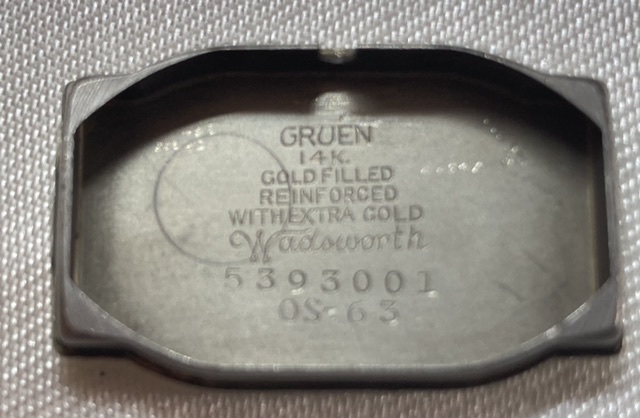 GRUEN
14K.
GOLD FILLED
REINFORCED
WITH EXTRA GOLD
Wadsworth
5393001
OS-63